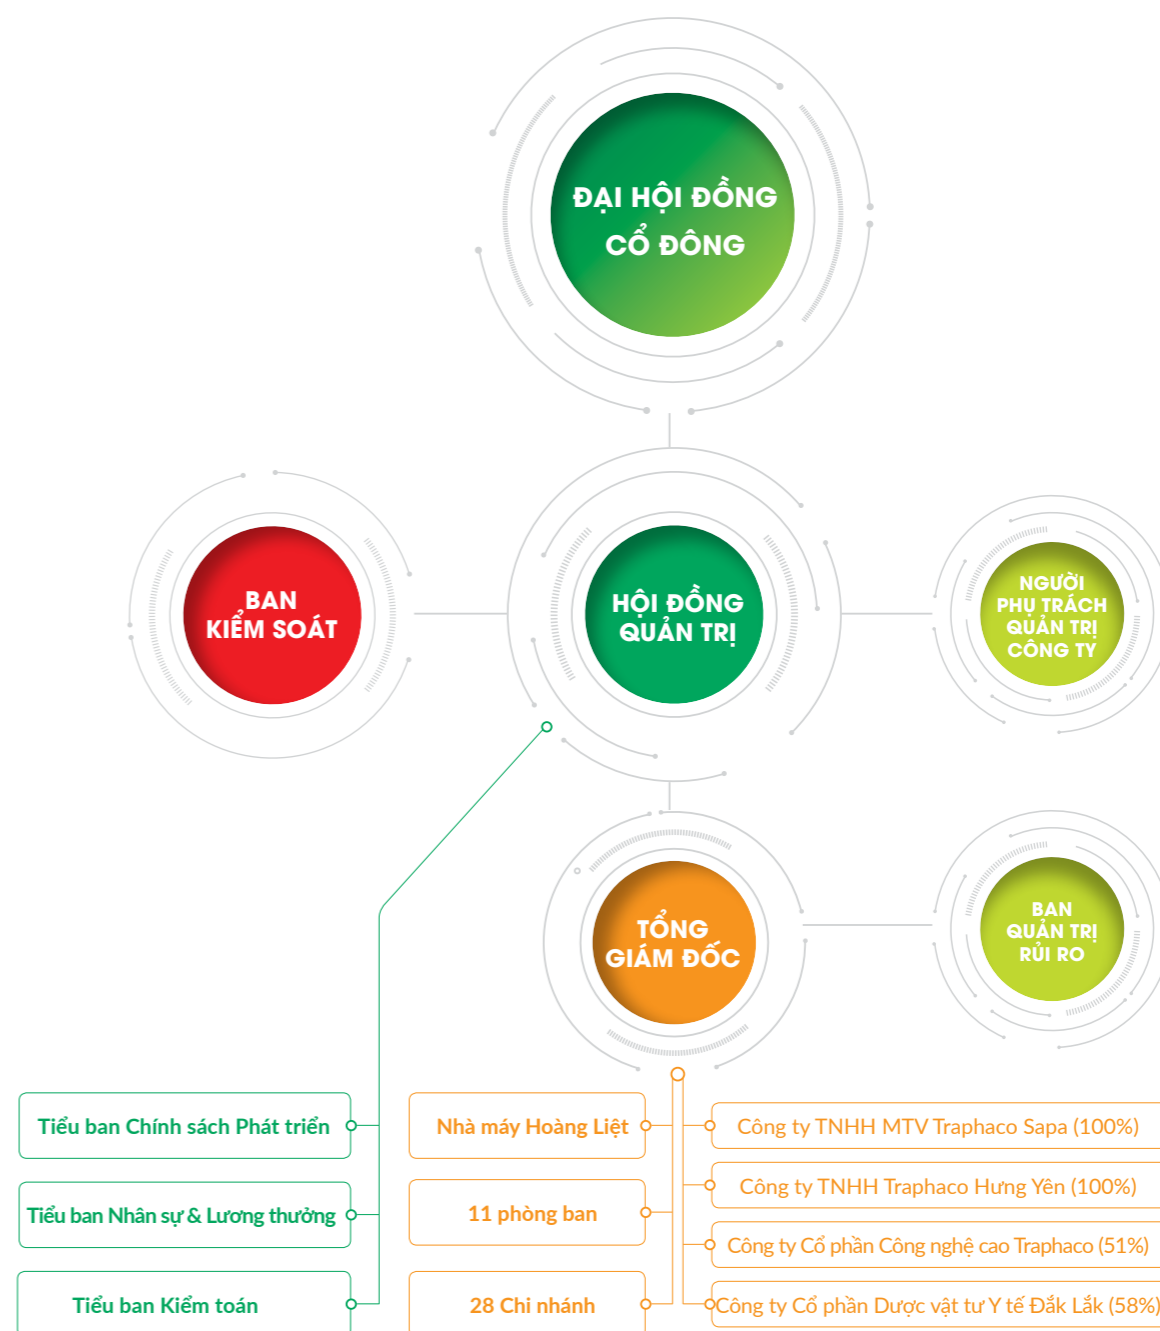 ĐẠI HỘI ĐỒNG
CỔ ĐÔNG
BAN
KIỂM SOÁT
HỘI ĐỒNG
QUẢN TRỊ
NGƯỜI
PHỤ TRÁCH
QUẢN TRỊ
CÔNG TY
TỔNG
GIÁM ĐỐC
BAN
QUẢN TRỊ
RỦI RO
Tiểu ban Chính sách Phát triển
Tiểu ban Nhân sự & Lương thưởng
Tiểu ban Kiểm toán
Nhà máy Hoàng Liệt
11 phòng ban
28 Chi nhánh
Công ty TNHH MTV Traphaco Sapa (100%)
Công ty TNHH Traphaco Hưng Yên (100%)
Công ty Cổ phần Công nghệ cao Traphaco (51%)
Công ty Cổ phần Dược vật tư Y tế Đắk Lắk (58%)